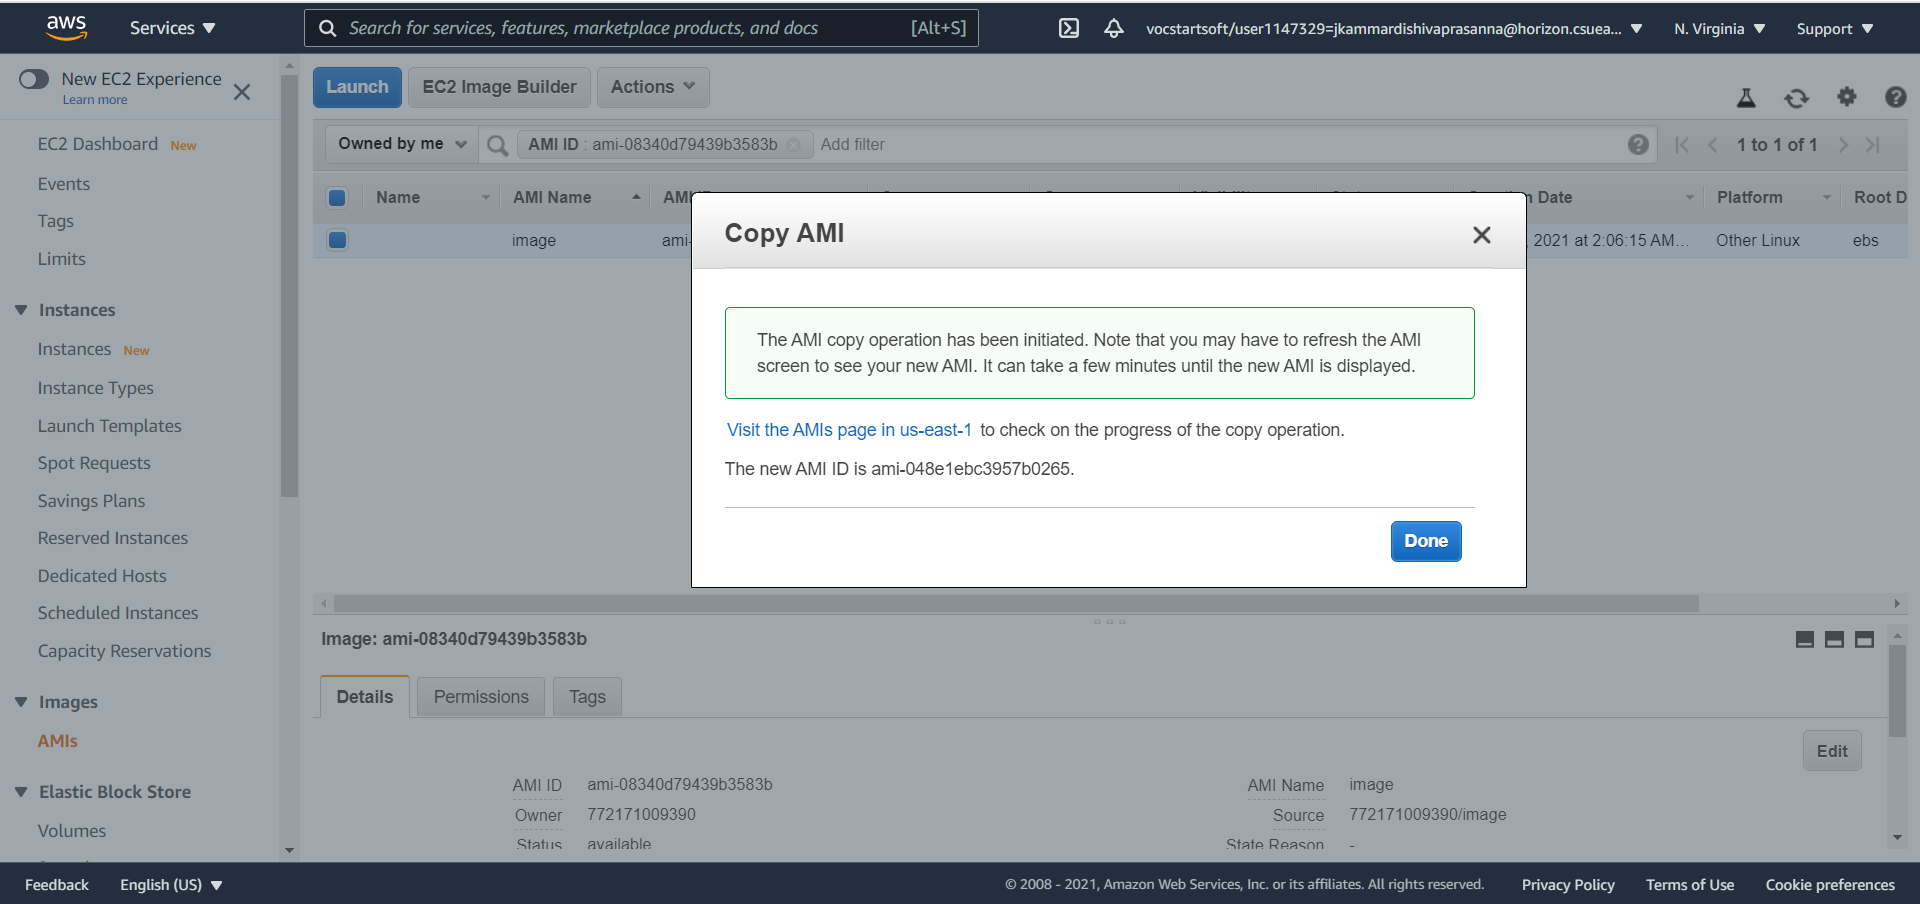 aws
Services
Search for services, features, marketplace products, and docs [Alt+S]
vocstartsoft/user1147329=jkammardishivaprasanna@horizon.csuea...
N. Virginia
Support
New EC2 Experience
Learn more
EC2 Dashboard New
Events
Tags
Limits
Instances
Instances New
Instance Types
Launch Templates
Spot Requests
Savings Plans
Reserved Instances
Dedicated Hosts
Scheduled Instances
Capacity Reservations
Images
AMIs
Elastic Block Store
Volumes
Launch
EC2 Image Builder
Actions
Owned by me
AMI ID : ami-08340d79439b3583b
Add filter
1 to 1 of 1
Name
AMI Name
Date
Platform
Root D
image
ami-
2021 at 2:06:15 AM...
Other Linux
ebs
Copy AMI
The AMI copy operation has been initiated. Note that you may have to refresh the AMI
screen to see your new AMI. It can take a few minutes until the new AMI is displayed.
Visit the AMIs page in us-east-1 to check on the progress of the copy operation.
The new AMI ID is ami-048e1ebc3957b0265.
Done
Image: ami-08340d79439b3583b
Details
Permissions
Tags
Edit
AMI ID ami-08340d79439b3583b
AMI Name image
Owner 772171009390
Source 772171009390/image
Status available
State Reason -
Feedback
English (US)
© 2008 - 2021, Amazon Web Services, Inc. or its affiliates. All rights reserved.
Privacy Policy
Terms of Use
Cookie preferences